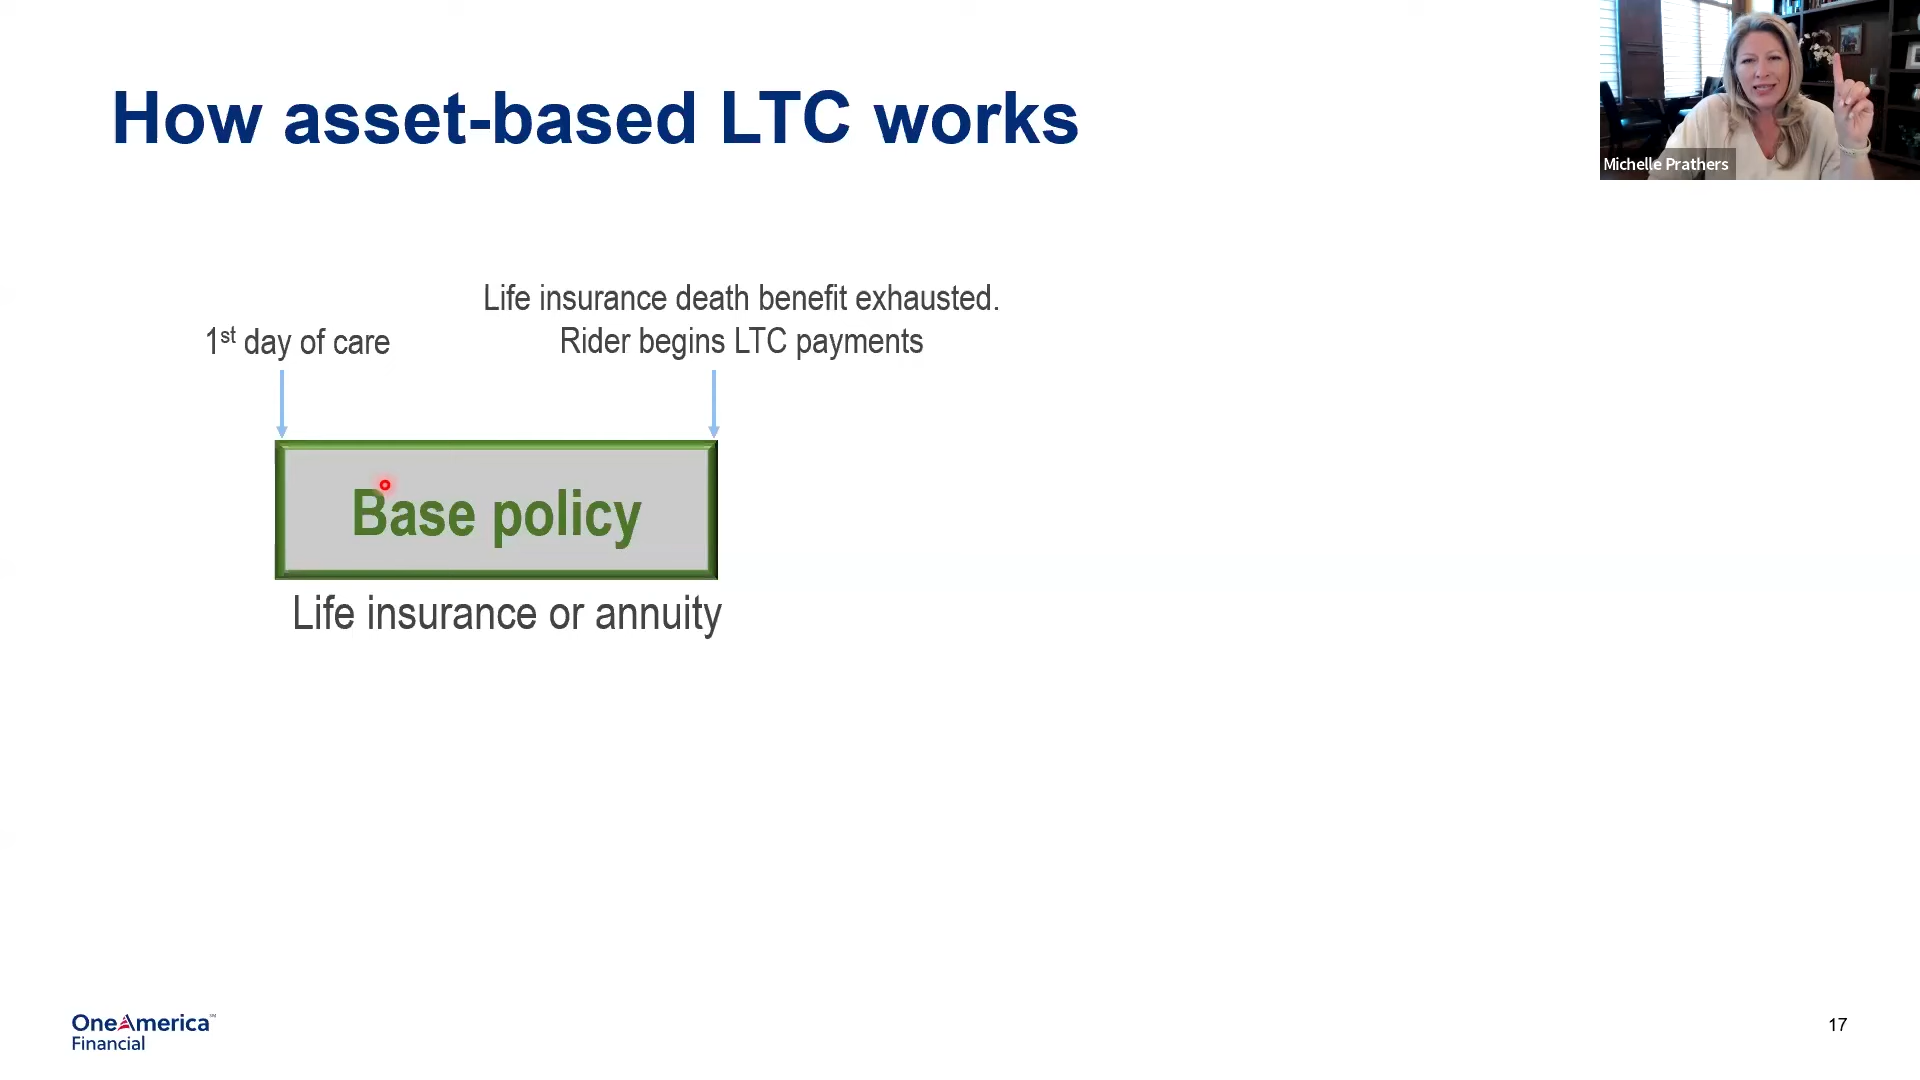 How asset-based LTC works
Michelle Prathers
Life insurance death benefit exhausted.
1st day of care
Rider begins LTC payments
Base policy
Life insurance or annuity
OneAmerica℠
Financial
17